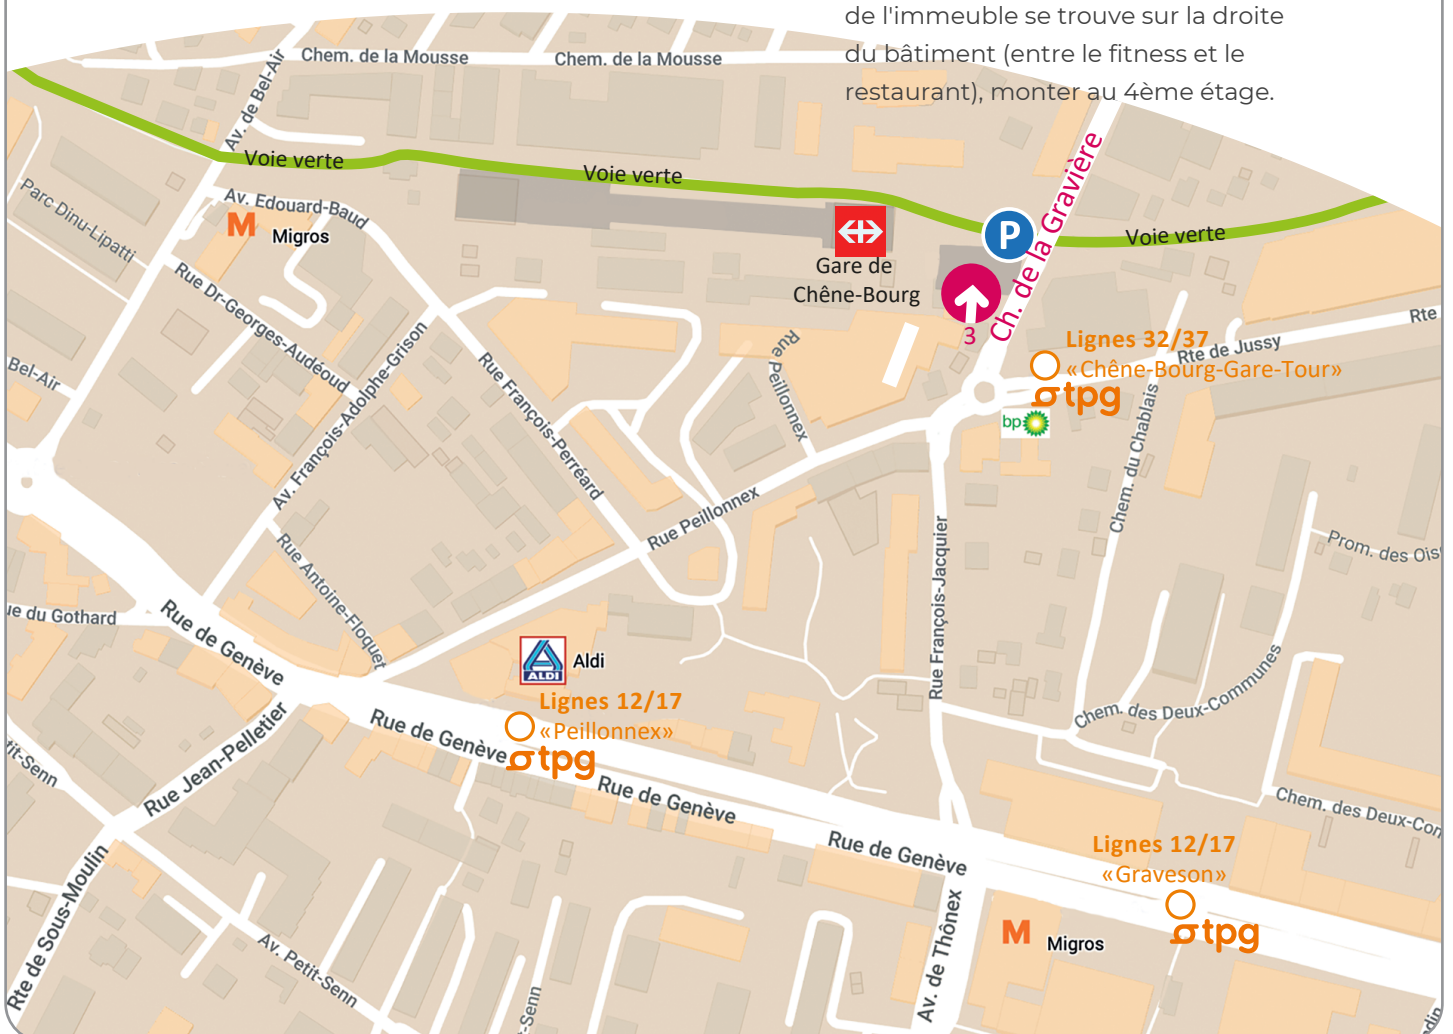 de l'immeuble se trouve sur la droite
du bâtiment (entre le fitness et le
restaurant), monter au 4ème étage.
Chem. de la Mousse
Chem. de la Mousse
Av. de Bel-Air
Voie verte
Voie verte
Voie verte
Ch. de la Gravière
Parc Dinu-Lipatti
Av. Edouard-Baud
M
Migros
P
Gare de
Chêne-Bourg
3
Rue Dr-Georges-Audéoud
Av. François-Adolphe-Grison
Rue François-Perréard
Rue Peillonnex
Lignes 32/37
«Chêne-Bourg-Gare-Tour»
tpg
Rte de Jussy
Rte
bp
Bel-Air
Chem. du Chablais
Rue Peillonnex
Rue François-Jacquier
Prom. des Ois
Rue Antoine-Floquet
ue du Gothard
Rue de Genève
ALDI
Aldi
Lignes 12/17
«Peillonnex»
tpg
Chem. des Deux-Communes
Rue de Genève
Rue de Genève
Rue de Genève
Rue Jean-Pelletier
tit-Senn
Chem. des Deux-Con
Lignes 12/17
«Graveson»
tpg
Rte de Sous-Moulin
Av. Petit-Senn
-Senn
Av. de Thônex
M
Migros